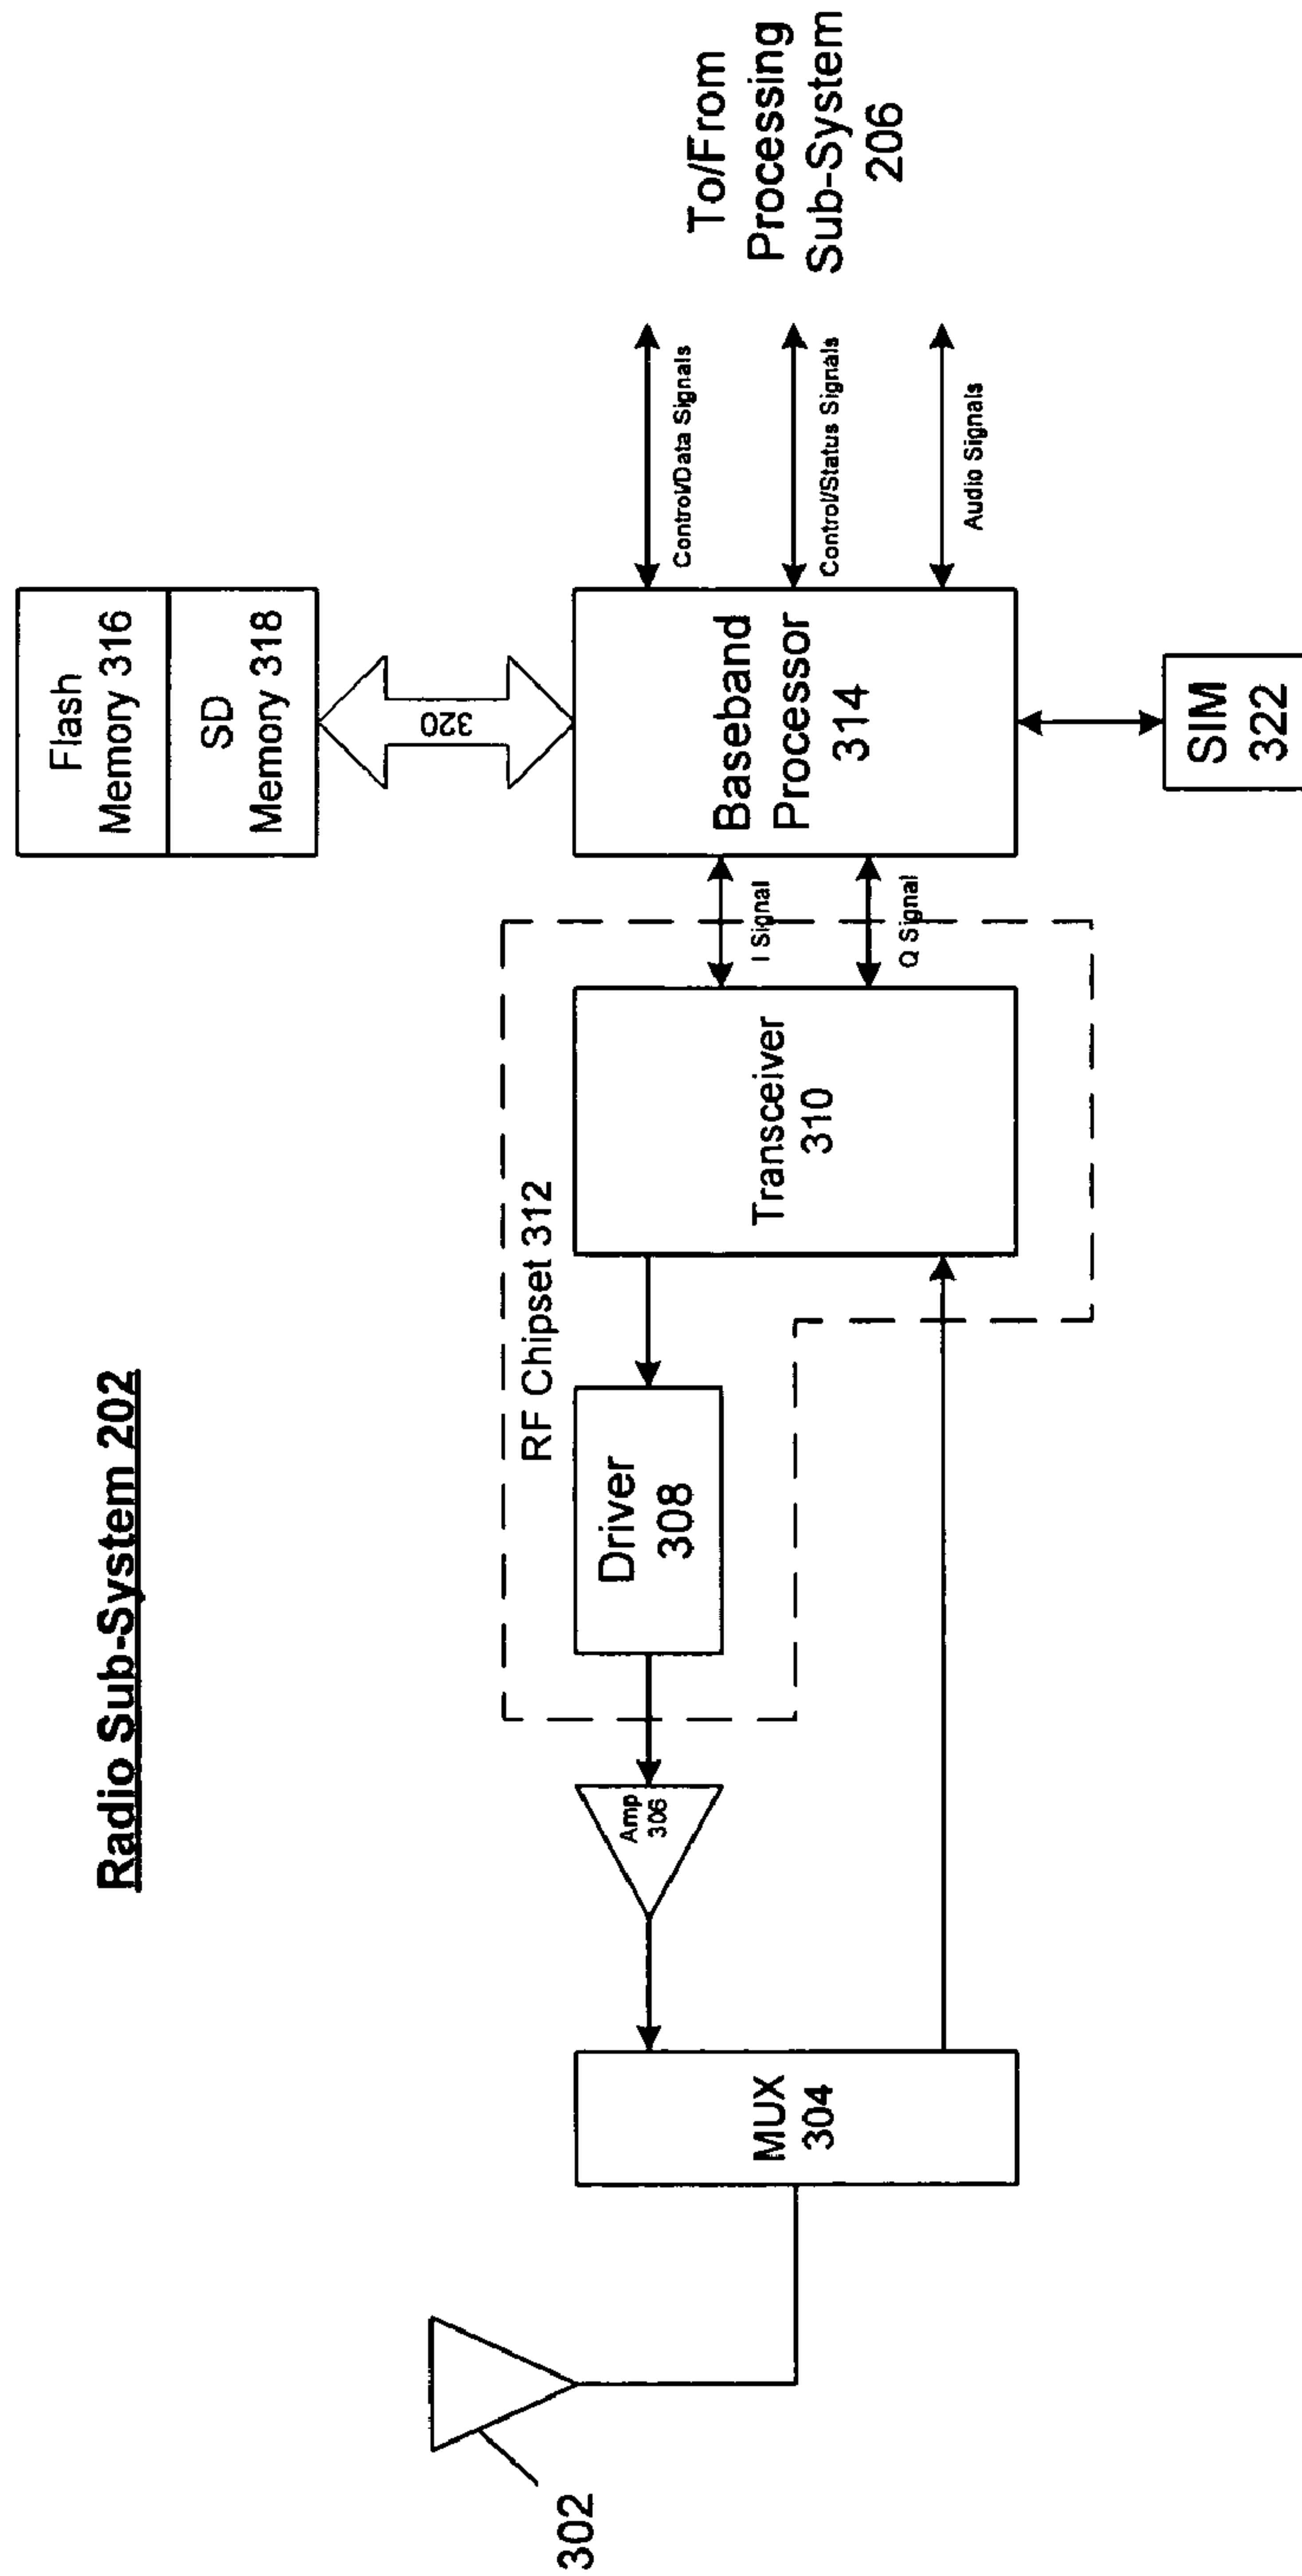 Radio Sub-System 202
Flash
Memory 316
SD
Memory 318
320
RF Chipset 312
302
MUX
304
Amp
306
Driver
308
Transceiver
310
I Signal
Q Signal
Baseband
Processor
314
SIM
322
Control/Data Signals
Control/Status Signals
Audio Signals
To/From
Processing
Sub-System
206